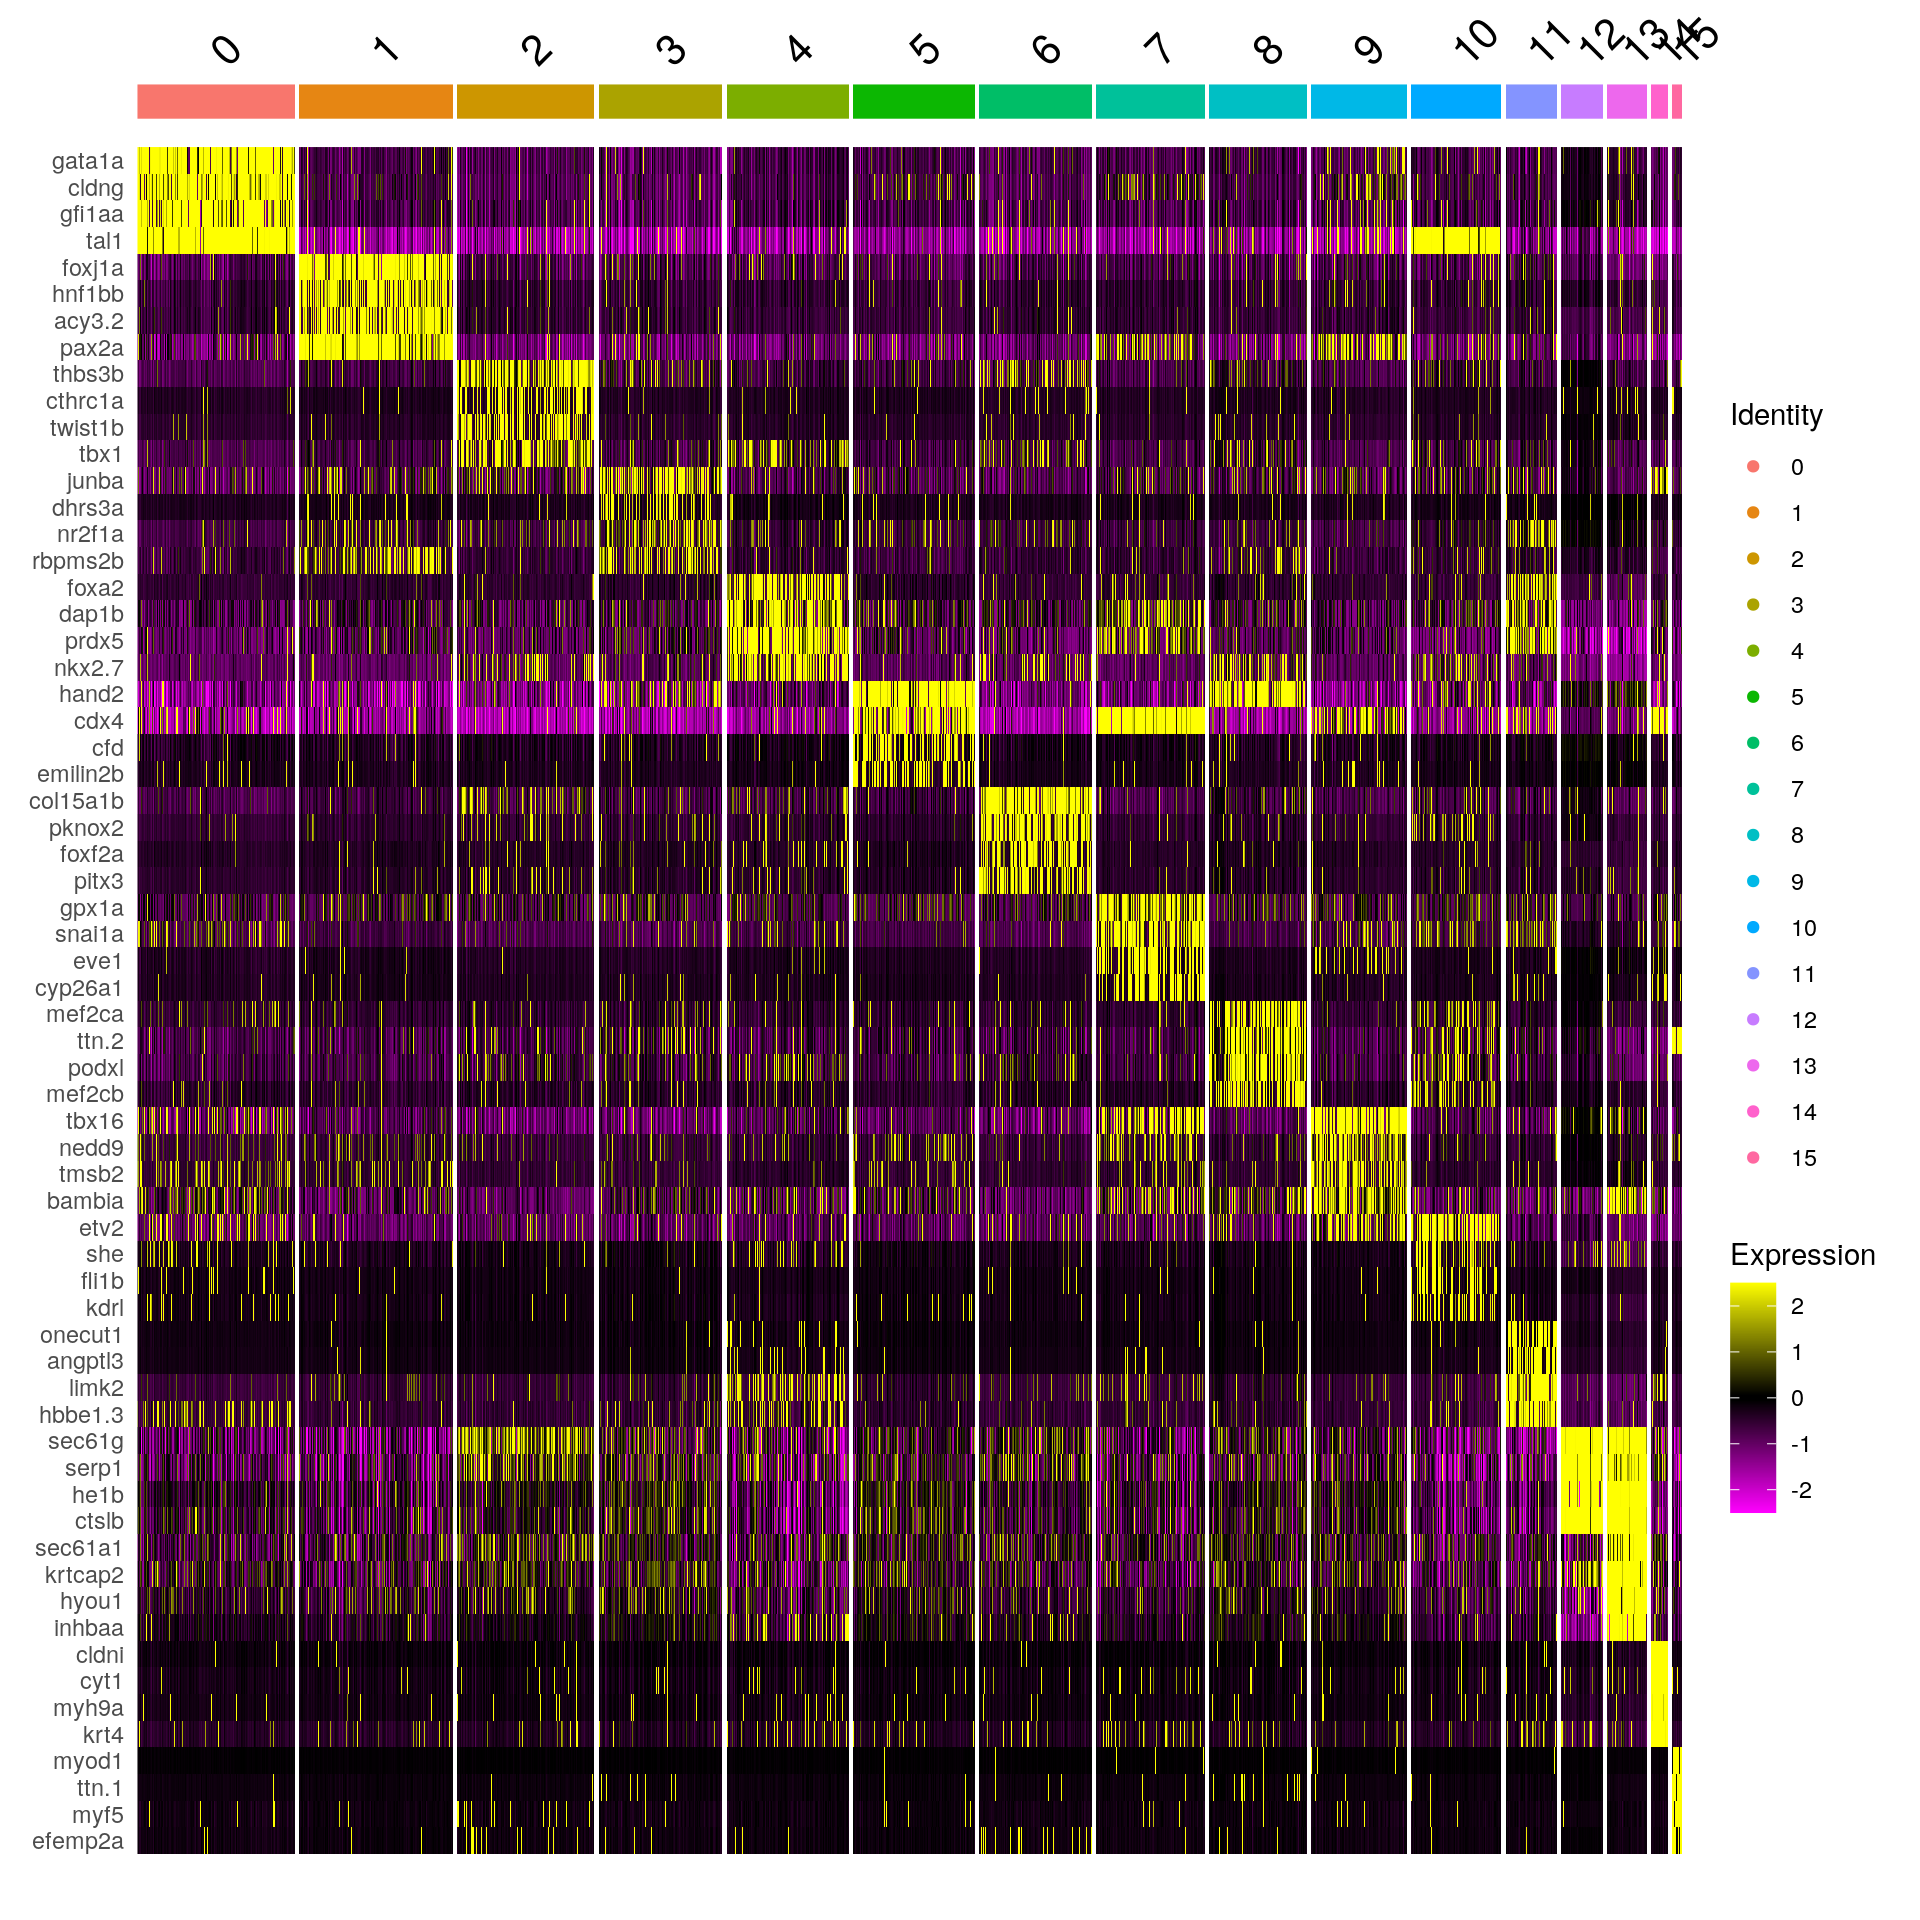 0 1 2 3 4 5 6 7 8 9 10 11 12 13 14 15
gata1a
cldng
gfi1aa
tal1
foxj1a
hnf1bb
acy3.2
pax2a
thbs3b
cthrc1a
twist1b
tbx1
junba
dhrs3a
nr2f1a
rbpms2b
foxa2
dap1b
prdx5
nkx2.7
hand2
cdx4
cfd
emilin2b
col15a1b
pknox2
foxf2a
pitx3
gpx1a
snai1a
eve1
cyp26a1
mef2ca
ttn.2
podxl
mef2cb
tbx16
nedd9
tmsb2
bambia
etv2
she
fli1b
kdrl
onecut1
angptl3
limk2
hbbe1.3
sec61g
serp1
he1b
ctslb
sec61a1
krtcap2
hyou1
inhbaa
cldni
cyt1
myh9a
krt4
myod1
ttn.1
myf5
efemp2a
Identity
0
1
2
3
4
5
6
7
8
9
10
11
12
13
14
15
Expression
2
1
0
-1
-2